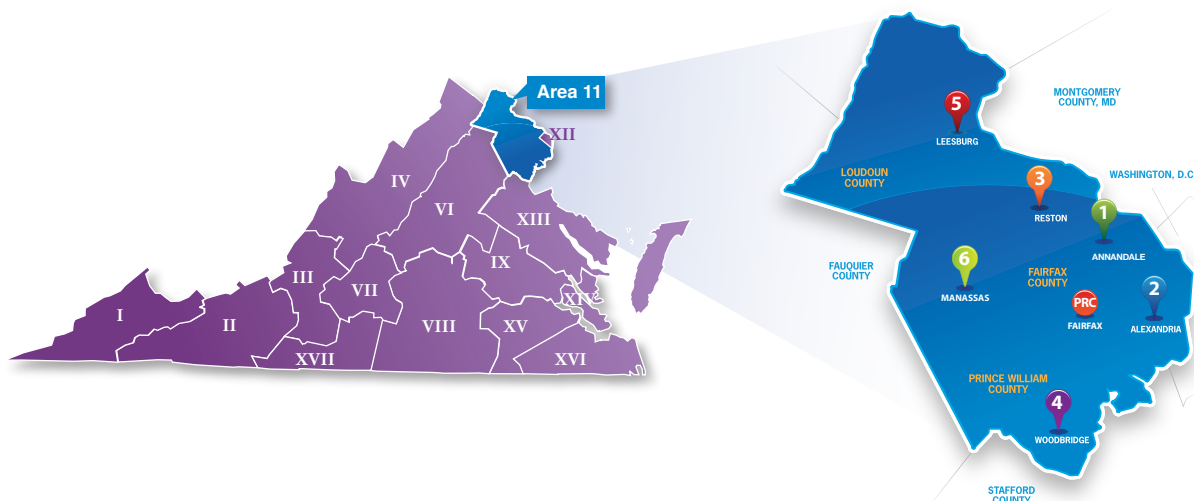 Area 11
XII
IV
VI
XIII
III
IX
VII
XIV
I
II
VIII
XV
XVII
XVI
MONTGOMERY
COUNTY, MD
5
LEESBURG
LOUDOUN
COUNTY
WASHINGTON, D.C
3
RESTON
1
ANNANDALE
FAUQUIER
COUNTY
6
MANASSAS
FAIRFAX
COUNTY
PRC
FAIRFAX
2
ALEXANDRIA
PRINCE WILLIAM
COUNTY
4
WOODBRIDGE
STAFFORD
COUNTY